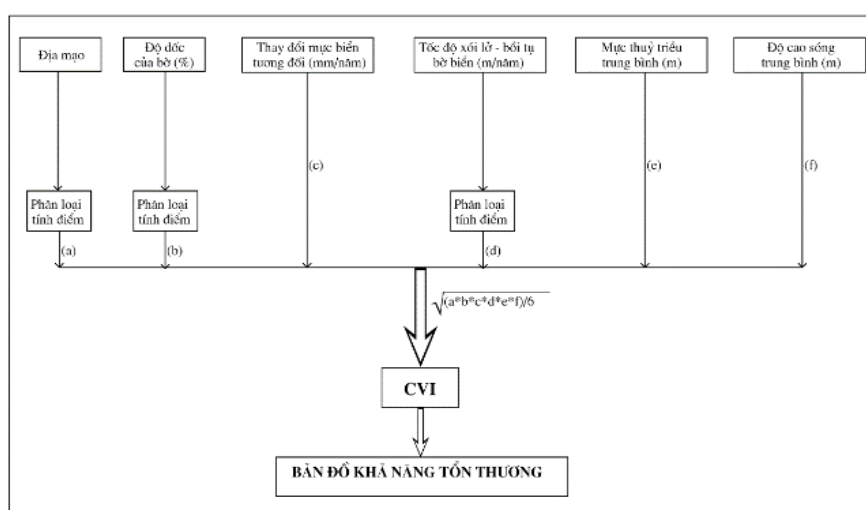 Địa mạo
Độ dốc
của bờ (%)
Thay đổi mực biển
tương đối (mm/năm)
Tốc độ xói lở - bồi tụ
bờ biển (m/năm)
Mực thuỷ triều
trung bình (m)
Độ cao sóng
trung bình (m)
(c)
(e)
(f)
Phân loại
tính điểm
Phân loại
tính điểm
Phân loại
tính điểm
(a)
(b)
(d)
√(a*b*c*d*e*f)/6
CVI
BẢN ĐỒ KHẢ NĂNG TỔN THƯƠNG